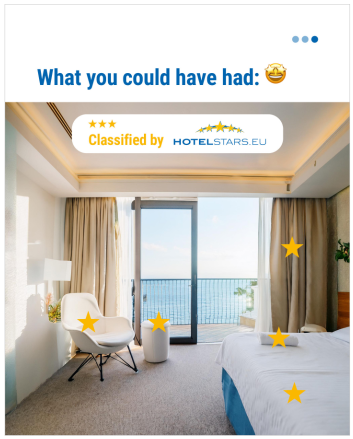 What you could have had:
Classified by HOTELSTARS.EU